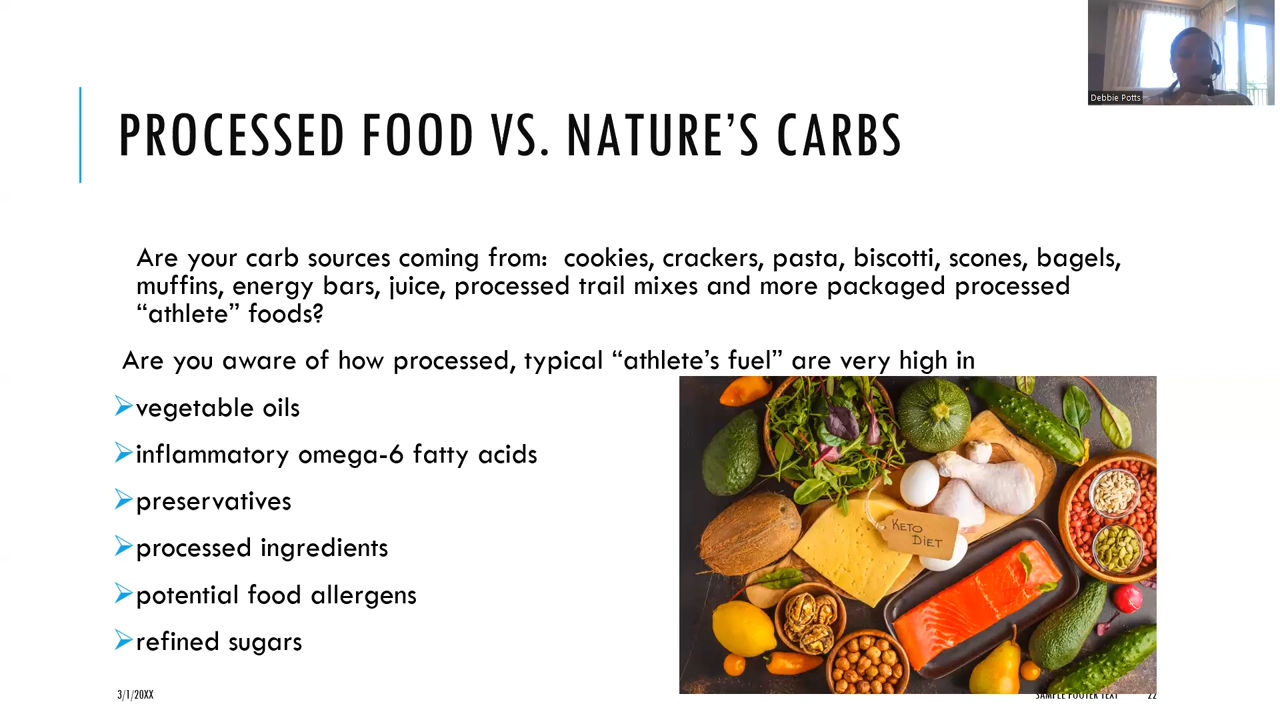 Debbie Potts
PROCESSED FOOD VS. NATURE'S CARBS
Are your carb sources coming from:  cookies, crackers, pasta, biscotti, scones, bagels,
muffins, energy bars, juice, processed trail mixes and more packaged processed
“athlete” foods?
Are you aware of how processed, typical “athlete’s fuel” are very high in
➢vegetable oils
➢inflammatory omega-6 fatty acids
➢preservatives
➢processed ingredients
➢potential food allergens
➢refined sugars
KETO
DIET
3/1/20XX
SAMPLE FOOTER TEXT
22